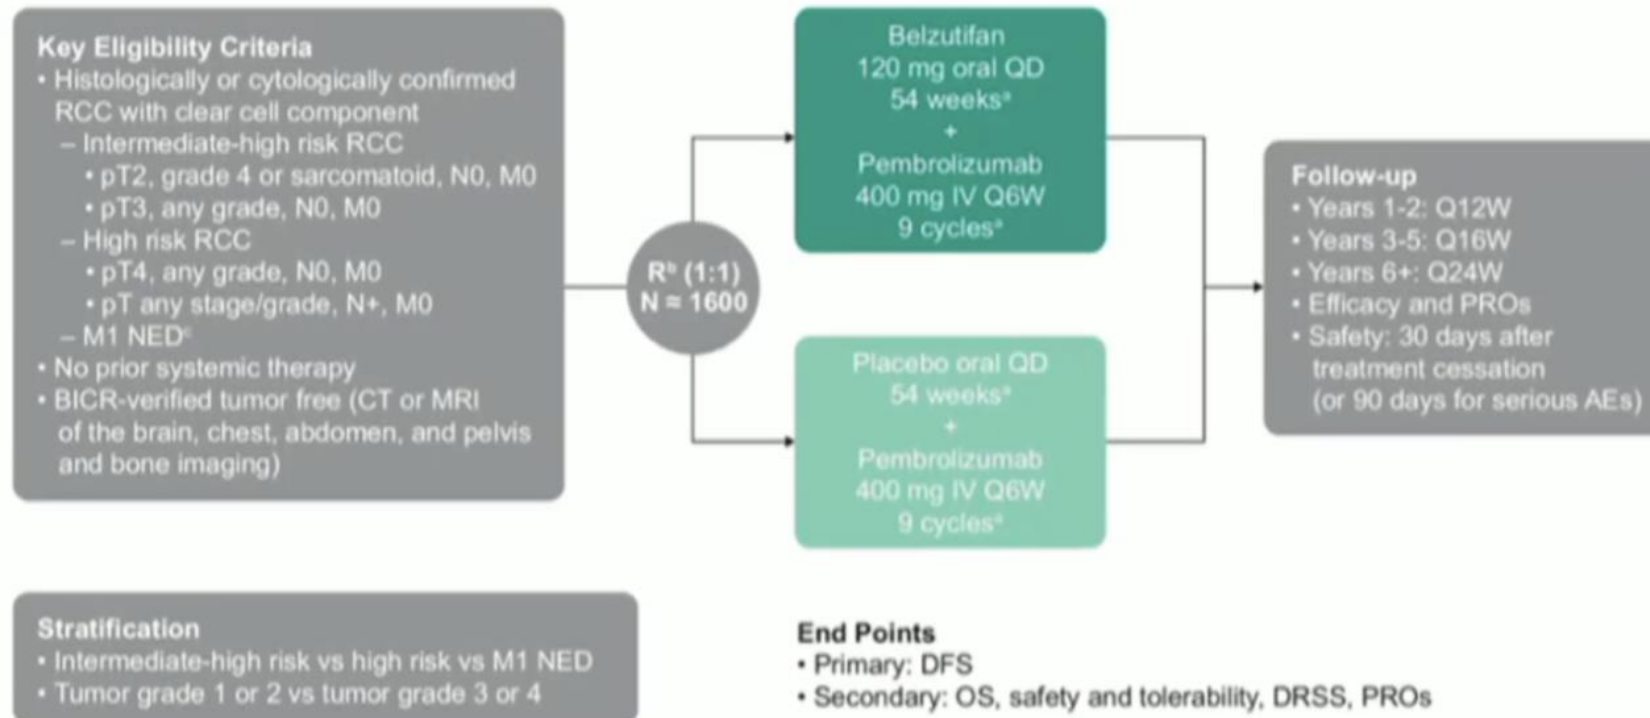 Key Eligibility Criteria
• Histologically or cytologically confirmed
RCC with clear cell component
– Intermediate-high risk RCC
• pT2, grade 4 or sarcomatoid, N0, M0
• pT3, any grade, N0, M0
– High risk RCC
• pT4, any grade, N0, M0
• pT any stage/grade, N+, M0
– M1 NEDᶜ
• No prior systemic therapy
• BICR-verified tumor free (CT or MRI
of the brain, chest, abdomen, and pelvis
and bone imaging)
Rᵇ (1:1)
N ≈ 1600
Belzutifan
120 mg oral QD
54 weeksᵃ
+
Pembrolizumab
400 mg IV Q6W
9 cyclesᵃ
Placebo oral QD
54 weeksᵃ
+
Pembrolizumab
400 mg IV Q6W
9 cyclesᵃ
Follow-up
• Years 1-2: Q12W
• Years 3-5: Q16W
• Years 6+: Q24W
• Efficacy and PROs
• Safety: 30 days after
treatment cessation
(or 90 days for serious AEs)
Stratification
• Intermediate-high risk vs high risk vs M1 NED
• Tumor grade 1 or 2 vs tumor grade 3 or 4
End Points
• Primary: DFS
• Secondary: OS, safety and tolerability, DRSS, PROs